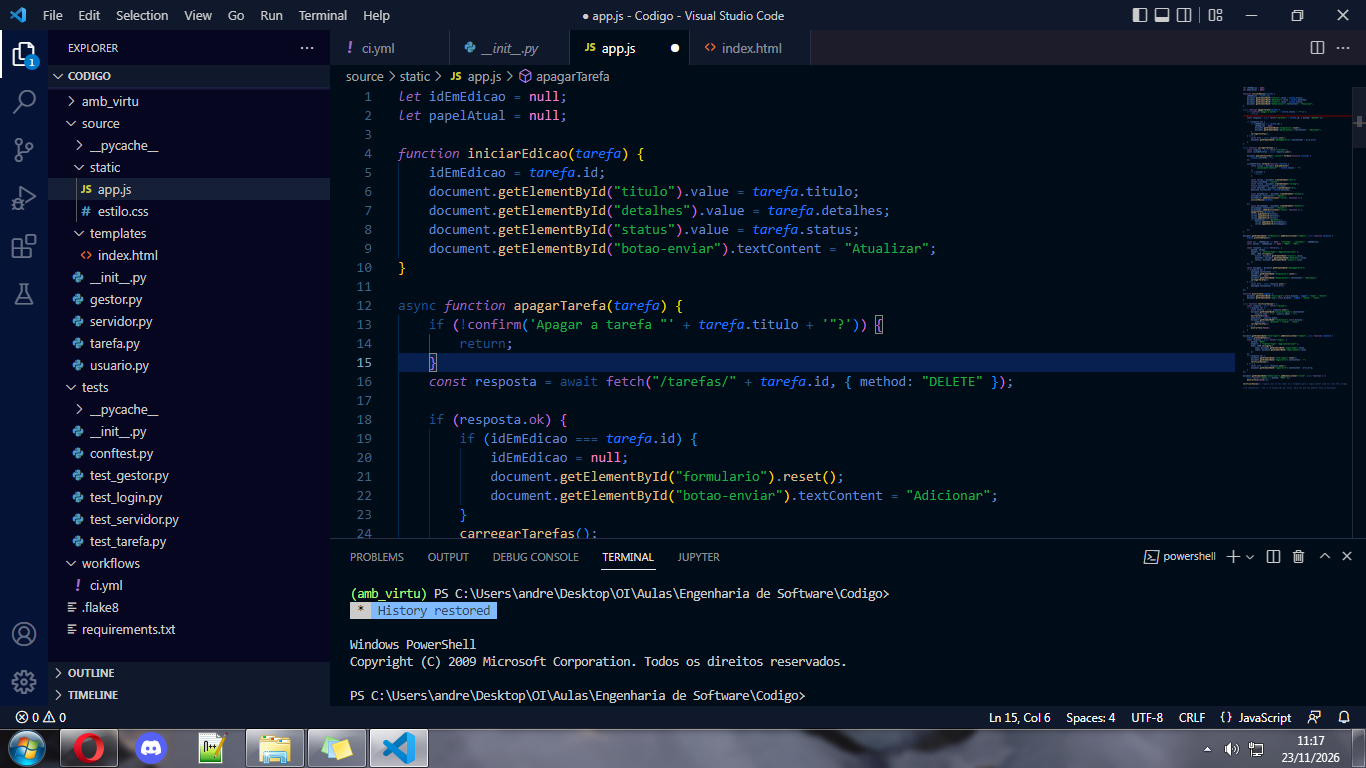 File Edit Selection View Go Run Terminal Help ● app.js - Codigo - Visual Studio Code
EXPLORER
ci.yml
__init__.py
JS app.js
index.html
1
CODIGO
amb_virtu
source
__pycache__
static
JS app.js
# estilo.css
templates
index.html
__init__.py
gestor.py
servidor.py
tarefa.py
usuario.py
tests
__pycache__
__init__.py
conftest.py
test_gestor.py
test_login.py
test_servidor.py
test_tarefa.py
workflows
! ci.yml
.flake8
requirements.txt
OUTLINE
TIMELINE
source > static > JS app.js > apagarTarefa
1 let idEmEdicao = null;
2 let papelAtual = null;
3
4 function iniciarEdicao(tarefa) {
5 idEmEdicao = tarefa.id;
6 document.getElementById("titulo").value = tarefa.titulo;
7 document.getElementById("detalhes").value = tarefa.detalhes;
8 document.getElementById("status").value = tarefa.status;
9 document.getElementById("botao-enviar").textContent = "Atualizar";
10 }
11
12 async function apagarTarefa(tarefa) {
13 if (!confirm('Apagar a tarefa "' + tarefa.titulo + '"?')) {
14 return;
15 }
16 const resposta = await fetch("/tarefas/" + tarefa.id, { method: "DELETE" });
17
18 if (resposta.ok) {
19 if (idEmEdicao === tarefa.id) {
20 idEmEdicao = null;
21 document.getElementById("formulario").reset();
22 document.getElementById("botao-enviar").textContent = "Adicionar";
23 }
24 carregarTarefas();
PROBLEMS OUTPUT DEBUG CONSOLE TERMINAL JUPYTER powershell
(amb_virtu) PS C:\Users\andre\Desktop\OI\Aulas\Engenharia de Software\Codigo>
* History restored
Windows PowerShell
Copyright (C) 2009 Microsoft Corporation. Todos os direitos reservados.
PS C:\Users\andre\Desktop\OI\Aulas\Engenharia de Software\Codigo>
0 0 Ln 15, Col 6 Spaces: 4 UTF-8 CRLF {} JavaScript
11:17
23/11/2026